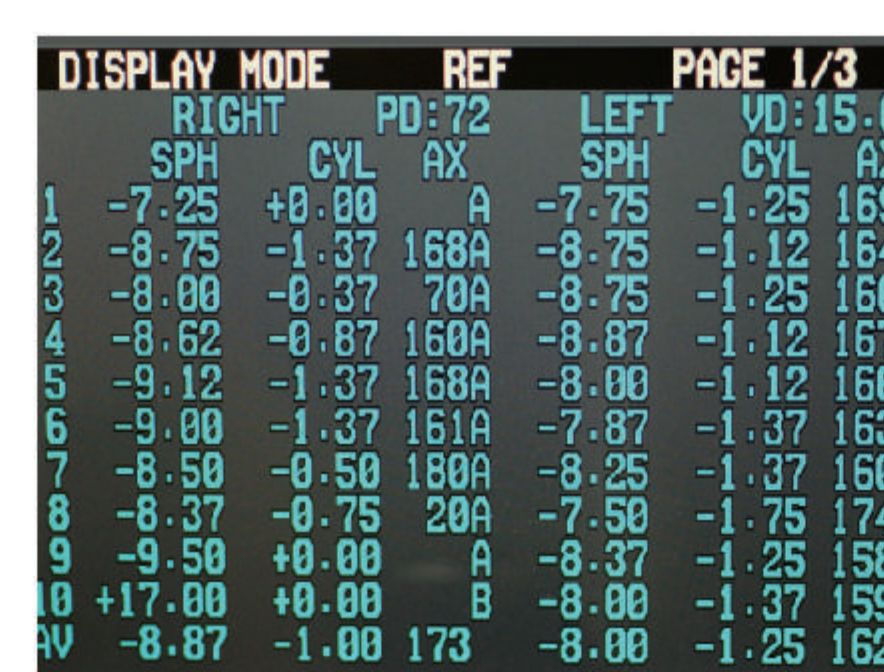 DISPLAY MODE REF PAGE 1/3
RIGHT PD:72 LEFT VD:15.
SPH CYL AX SPH CYL
1 -7.25 +0.00 A -7.75 -1.25
2 -8.75 -1.37 168A -8.75 -1.12
3 -8.00 -0.37 70A -8.75 -1.25
4 -8.62 -0.87 160A -8.87 -1.12 167
5 -9.12 -1.37 168A -8.00 -1.12
6 -9.00 -1.37 161A -7.87 -1.37 163
7 -8.50 -0.50 180A -8.25 -1.37
8 -8.37 -0.75 20A -7.50 -1.75 174
9 -9.50 +0.00 A -8.37 -1.25 158
10 +17.00 +0.00 B -8.00 -1.37 159
AV -8.87 -1.00 173 -8.00 -1.25 162